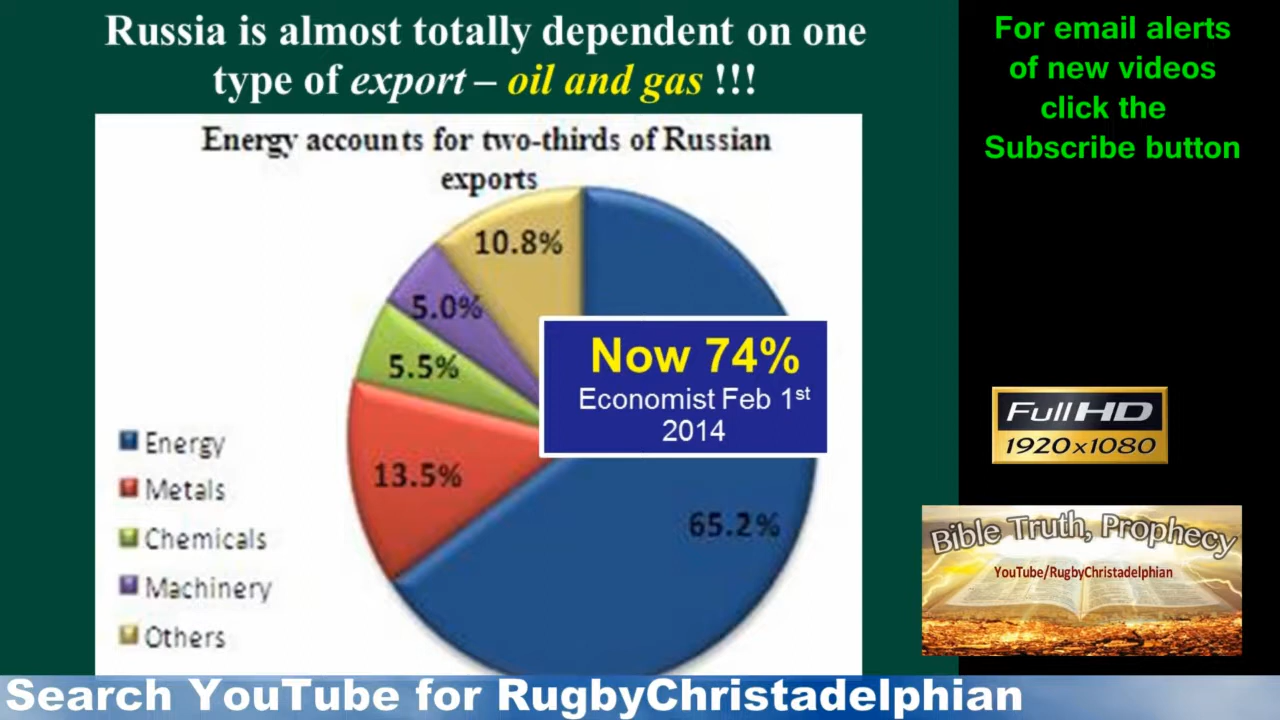 Russia is almost totally dependent on one
type of export – oil and gas !!!
Energy accounts for two-thirds of Russian
exports
10.8%
5.0%
5.5%
13.5%
65.2%
Now 74%
Economist Feb 1st
2014
Energy
Metals
Chemicals
Machinery
Others
For email alerts
of new videos
click the
Subscribe button
Full HD
1920x1080
Bible Truth, Prophecy
YouTube/RugbyChristadelphian
Search YouTube for RugbyChristadelphian